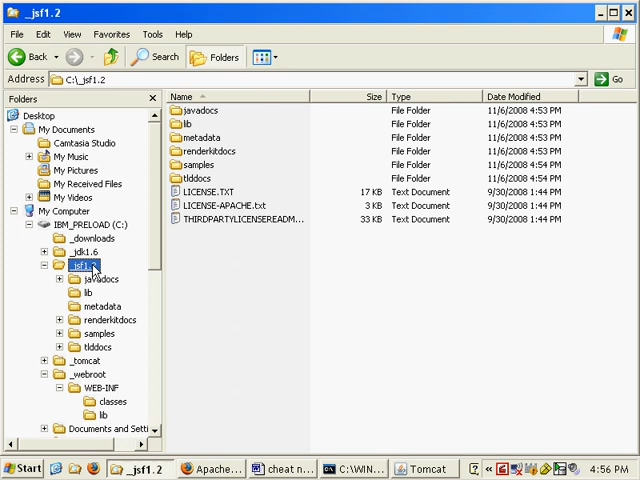 _jsf1.2
File Edit View Favorites Tools Help
Back Search Folders
Address C:\_jsf1.2 Go
Folders
Name Size Type Date Modified
Desktop
My Documents
Camtasia Studio
My Music
My Pictures
My Received Files
My Videos
My Computer
IBM_PRELOAD (C:)
_downloads
_jdk1.6
_jsf1.2
javadocs
lib
metadata
renderkitdocs
samples
tlddocs
_tomcat
_webroot
WEB-INF
classes
lib
Documents and Setti
javadocs File Folder 11/6/2008 4:53 PM
lib File Folder 11/6/2008 4:53 PM
metadata File Folder 11/6/2008 4:53 PM
renderkitdocs File Folder 11/6/2008 4:53 PM
samples File Folder 11/6/2008 4:54 PM
tlddocs File Folder 11/6/2008 4:54 PM
LICENSE.TXT 17 KB Text Document 9/30/2008 1:44 PM
LICENSE-APACHE.txt 3 KB Text Document 9/30/2008 1:44 PM
THIRDPARTYLICENSEREADM... 33 KB Text Document 9/30/2008 1:44 PM
Start _jsf1.2 Apache... cheat n... C:\WIN... Tomcat 4:56 PM